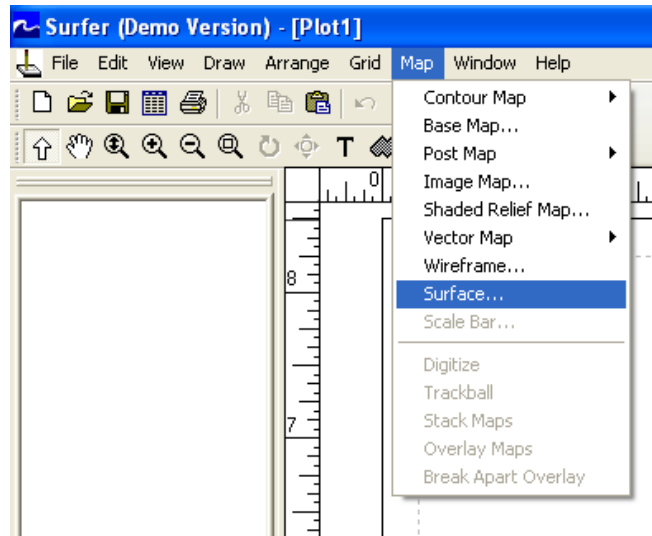 Surfer (Demo Version) - [Plot1]
File Edit View Draw Arrange Grid Map Window Help
T
Contour Map
Base Map...
Post Map
Image Map...
Shaded Relief Map...
Vector Map
Wireframe...
Surface...
Scale Bar...
Digitize
Trackball
Stack Maps
Overlay Maps
Break Apart Overlay
0
8
7